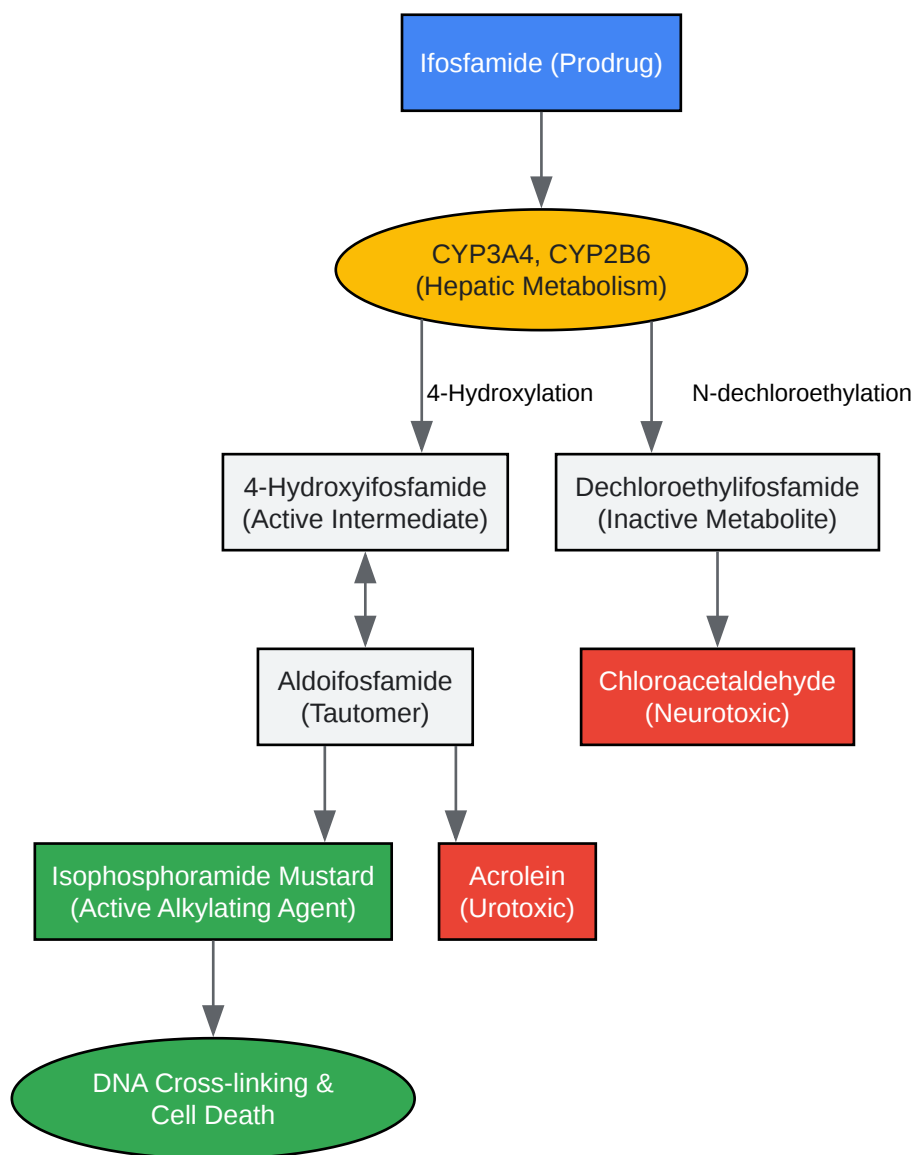 Ifosfamide (Prodrug)
CYP3A4, CYP2B6
(Hepatic Metabolism)
4-Hydroxylation
N-dechloroethylation
4-Hydroxyifosfamide
(Active Intermediate)
Dechloroethylifosfamide
(Inactive Metabolite)
Aldoifosfamide
(Tautomer)
Chloroacetaldehyde
(Neurotoxic)
Isophosphoramide Mustard
(Active Alkylating Agent)
Acrolein
(Urotoxic)
DNA Cross-linking &
Cell Death